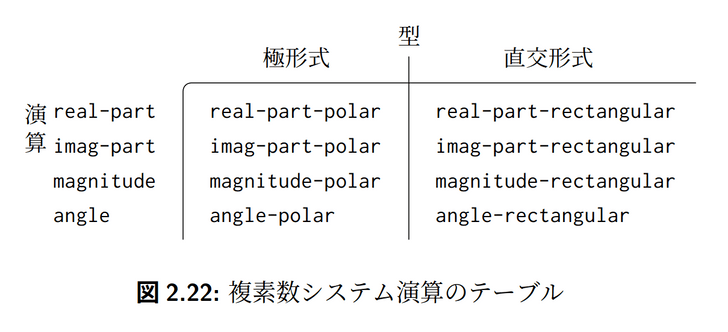 型
極形式 直交形式
演算
real-part real-part-polar real-part-rectangular
imag-part imag-part-polar imag-part-rectangular
magnitude magnitude-polar magnitude-rectangular
angle angle-polar angle-rectangular
図 2.22: 複素数システム演算のテーブル